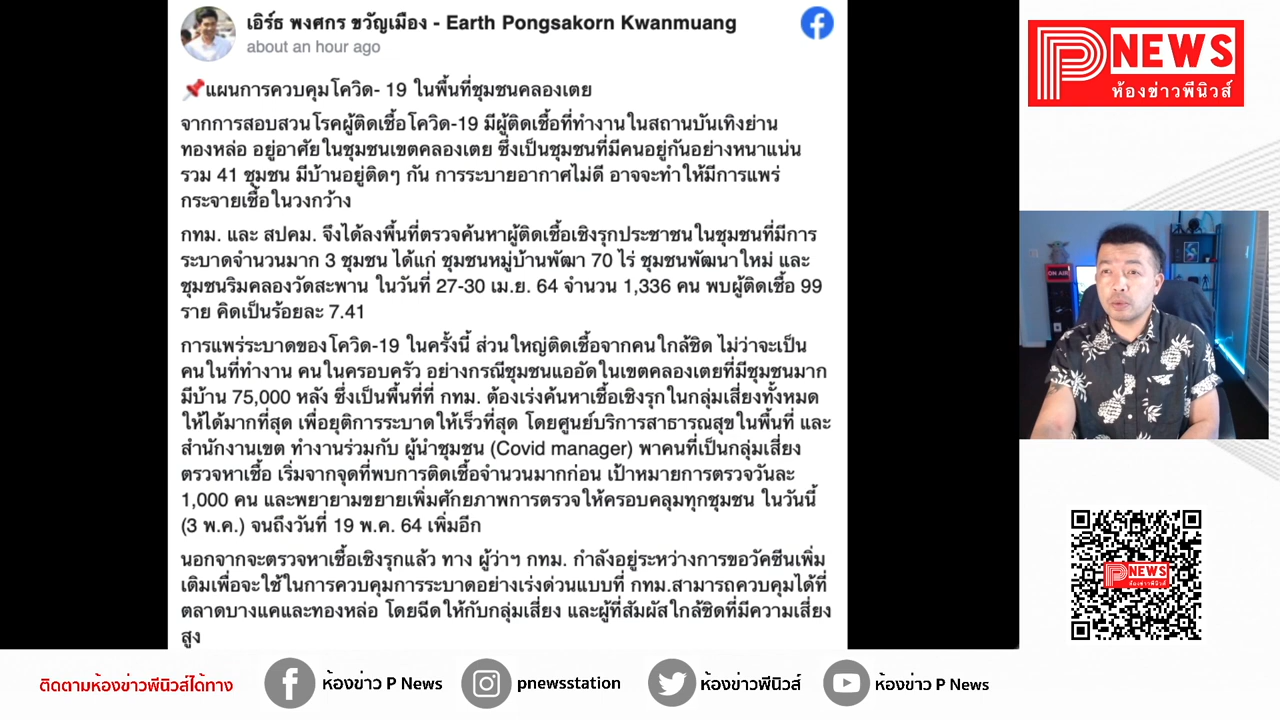 เอิร์ธ พงศกร ขวัญเมือง - Earth Pongsakorn Kwanmuang
about an hour ago
📌แผนการควบคุมโควิด- 19 ในพื้นที่ชุมชนคลองเตย
จากการสอบสวนโรคผู้ติดเชื้อโควิด-19 มีผู้ติดเชื้อที่ทำงานในสถานบันเทิงย่าน
ทองหล่อ อยู่อาศัยในชุมชนเขตคลองเตย ซึ่งเป็นชุมชนที่มีคนอยู่กันอย่างหนาแน่น
รวม 41 ชุมชน มีบ้านอยู่ติดๆ กัน การระบายอากาศไม่ดี อาจจะทำให้มีการแพร่
กระจายเชื้อในวงกว้าง
กทม. และ สปคม. จึงได้ลงพื้นที่ตรวจค้นหาผู้ติดเชื้อเชิงรุกประชาชนในชุมชนที่มีการ
ระบาดจำนวนมาก 3 ชุมชน ได้แก่ ชุมชนหมู่บ้านพัฒนา 70 ไร่ ชุมชนพัฒนาใหม่ และ
ชุมชนริมคลองวัดสะพาน ในวันที่ 27-30 เม.ย. 64 จำนวน 1,336 คน พบผู้ติดเชื้อ 99
ราย คิดเป็นร้อยละ 7.41
การแพร่ระบาดของโควิด-19 ในครั้งนี้ ส่วนใหญ่ติดเชื้อจากคนใกล้ชิด ไม่ว่าจะเป็น
คนในที่ทำงาน คนในครอบครัว อย่างกรณีชุมชนแออัดในเขตคลองเตยที่มีชุมชนมาก
มีบ้าน 75,000 หลัง ซึ่งเป็นพื้นที่ที่ กทม. ต้องเร่งค้นหาเชื้อเชิงรุกในกลุ่มเสี่ยงทั้งหมด
ให้ได้มากที่สุด เพื่อยุติการระบาดให้เร็วที่สุด โดยศูนย์บริการสาธารณสุขในพื้นที่ และ
สำนักงานเขต ทำงานร่วมกับ ผู้นำชุมชน (Covid manager) พาคนที่เป็นกลุ่มเสี่ยง
ตรวจหาเชื้อ เริ่มจากจุดที่พบการติดเชื้อจำนวนมากก่อน เป้าหมายการตรวจวันละ
1,000 คน และพยายามขยายเพิ่มศักยภาพการตรวจให้ครอบคลุมทุกชุมชน ในวันนี้
(3 พ.ค.) จนถึงวันที่ 19 พ.ค. 64 เพิ่มอีก
นอกจากจะตรวจหาเชื้อเชิงรุกแล้ว ทาง ผู้ว่าฯ กทม. กำลังอยู่ระหว่างการขอวัคซีนเพิ่ม
เติมเพื่อจะใช้ในการควบคุมการระบาดอย่างเร่งด่วนแบบที่ กทม.สามารถควบคุมได้ที่
ตลาดบางแคและทองหล่อ โดยฉีดให้กับกลุ่มเสี่ยง และผู้ที่สัมผัสใกล้ชิดที่มีความเสี่ยง
สูง
P NEWS
ห้องข่าวพีนิวส์
ON AIR
P NEWS
ห้องข่าวพีนิวส์
ติดตามห้องข่าวพีนิวส์ได้ทาง
ห้องข่าว P News
pnewsstation
ห้องข่าวพีนิวส์
ห้องข่าว P News